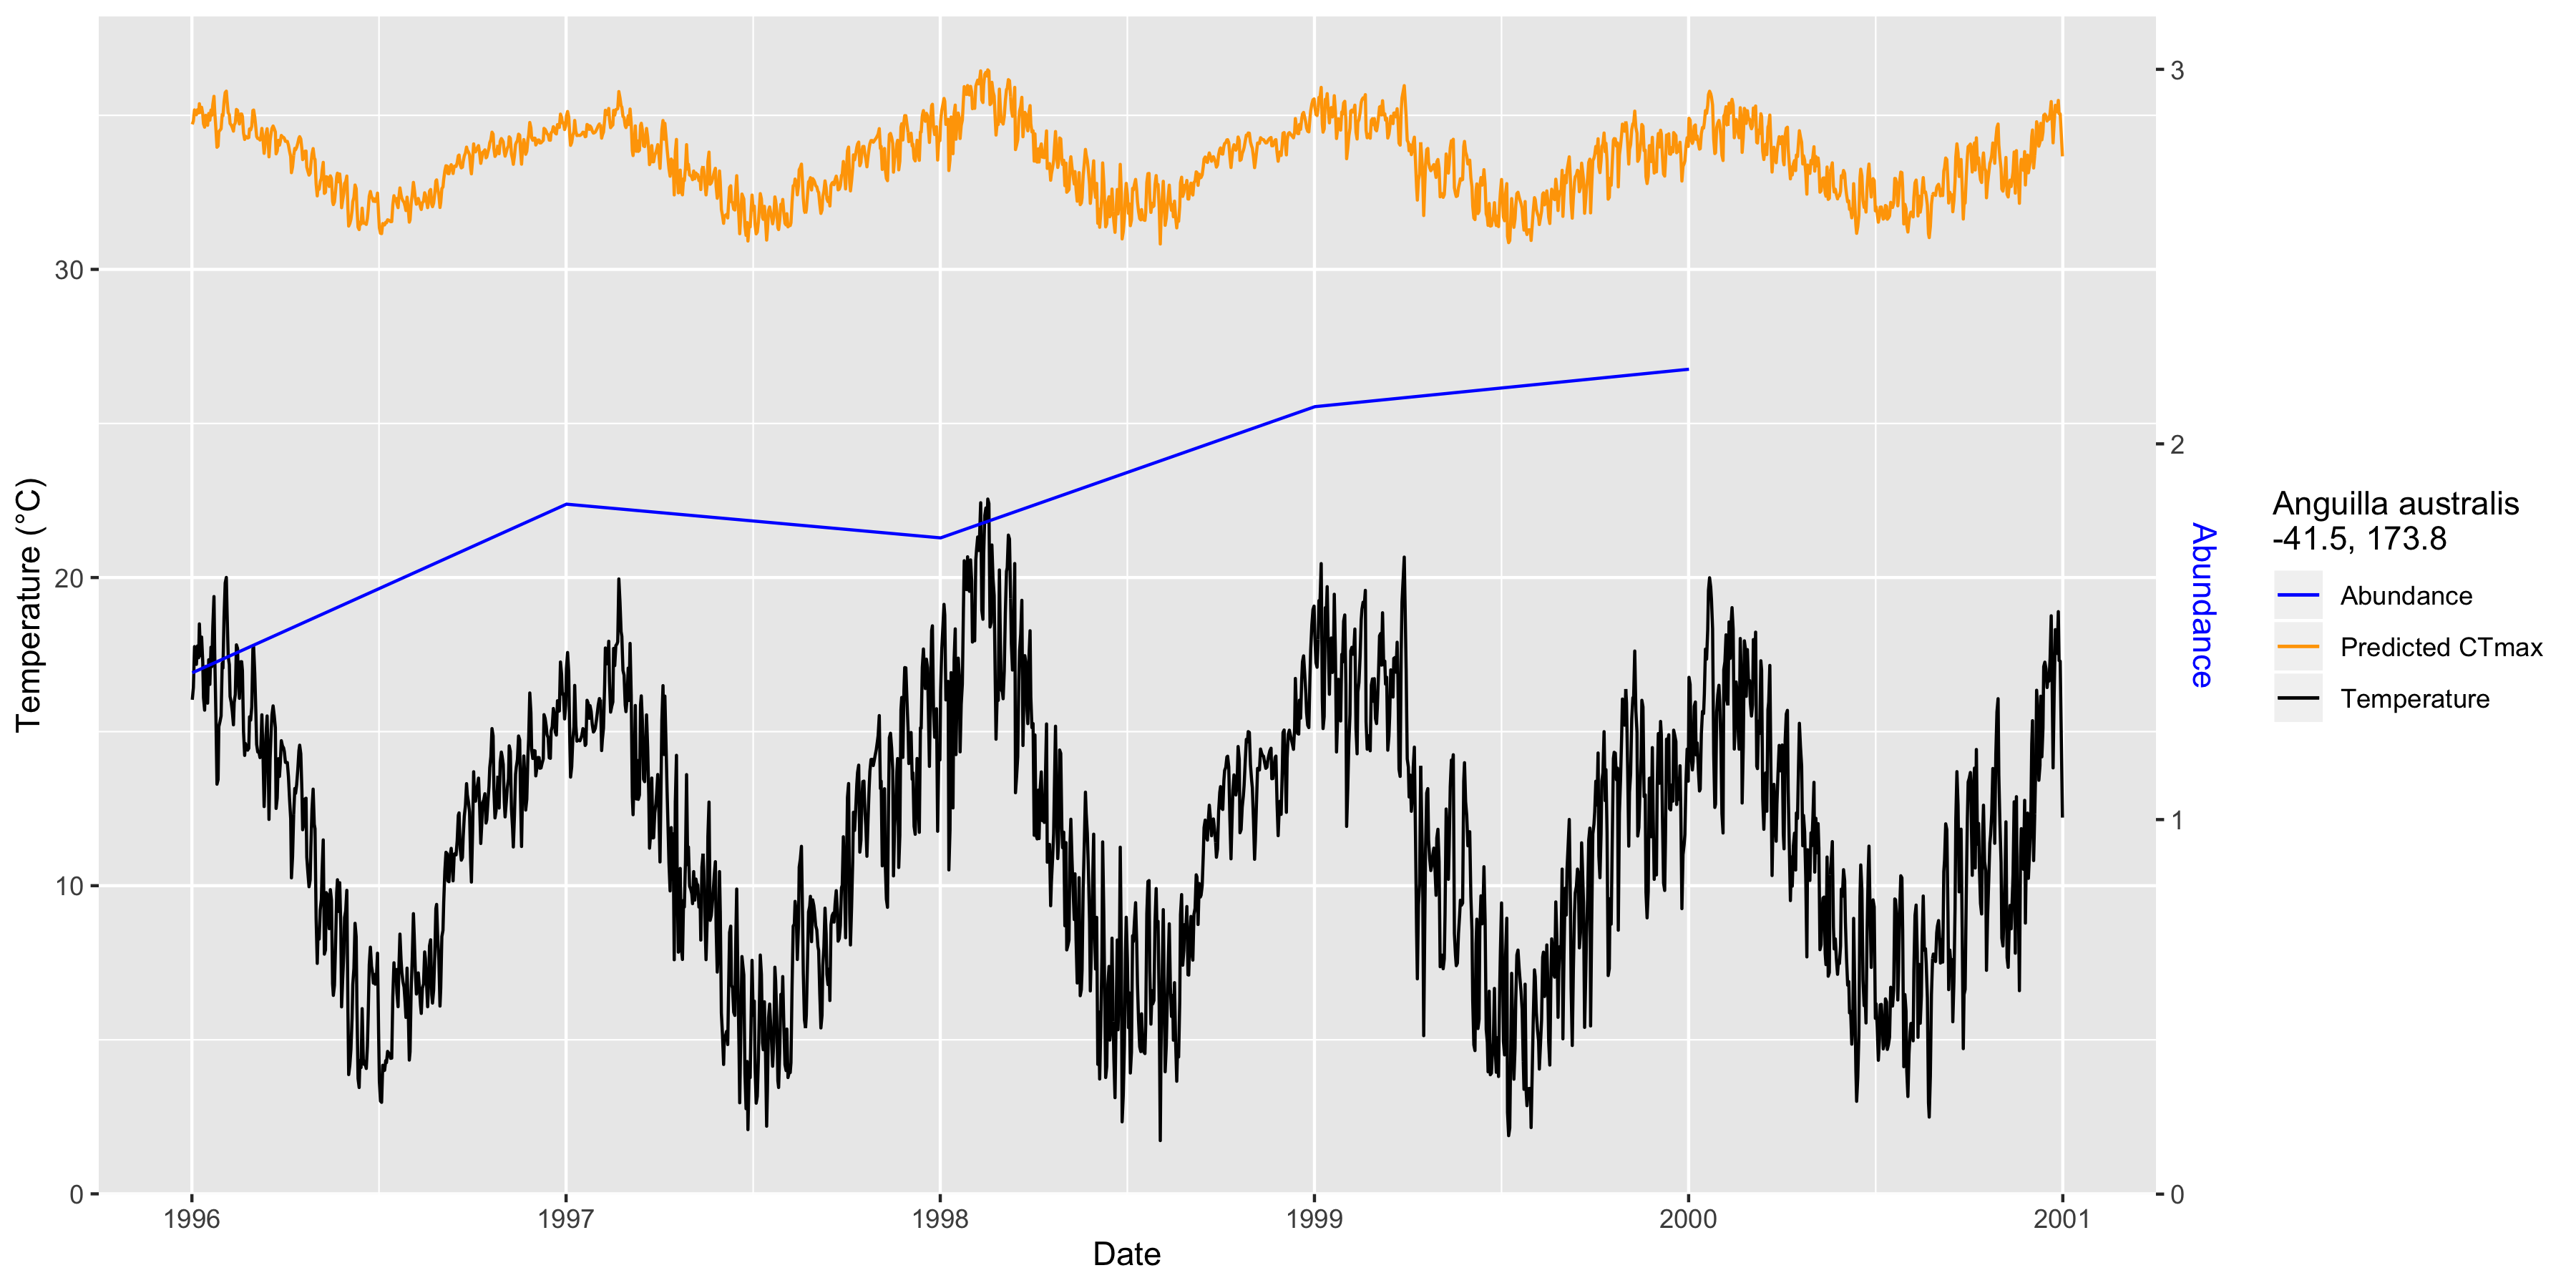 Temperature (°C)
30
20
10
0
1996
1997
1998
1999
2000
2001
Date
3
2
1
0
Abundance
Anguilla australis
-41.5, 173.8
Abundance
Predicted CTmax
Temperature